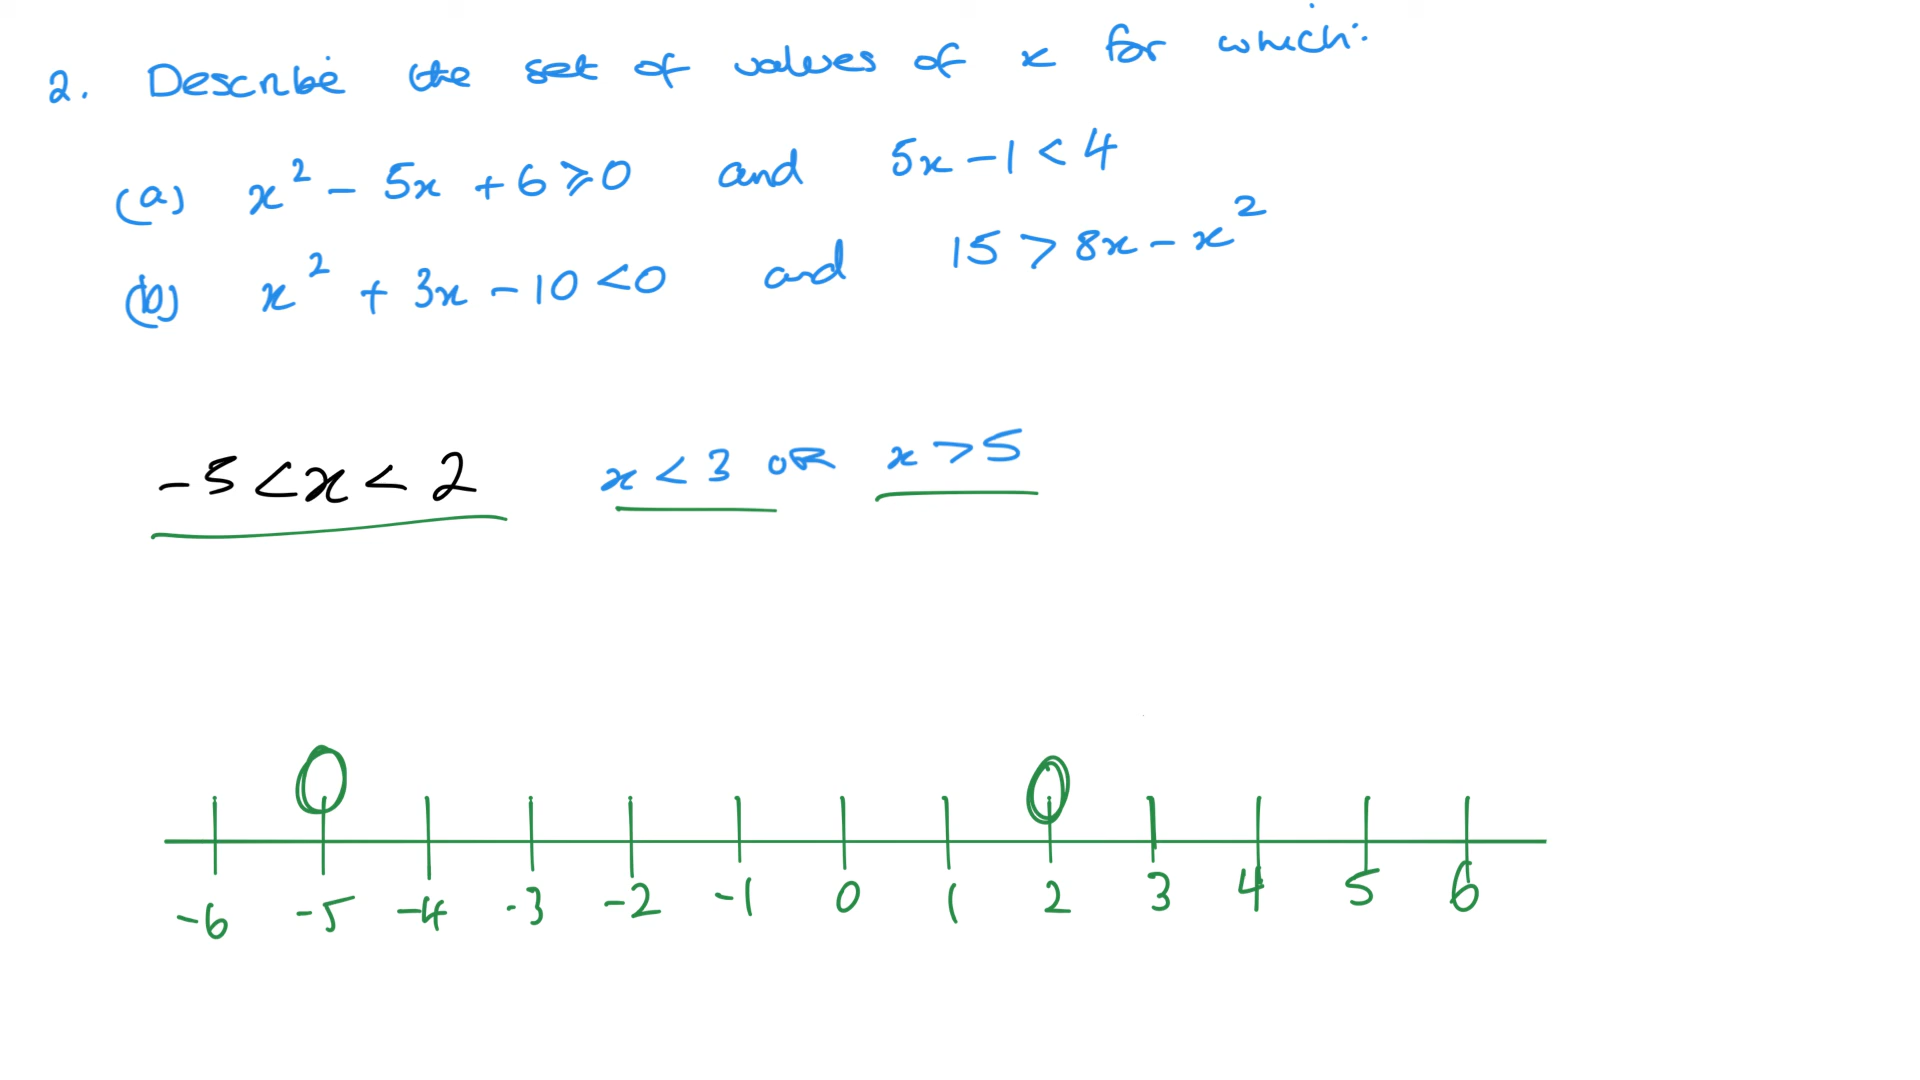 2. Describe the set of values of x for which:
(a) x² - 5x + 6 ⩾ 0 and 5x - 1 < 4
(b) x² + 3x - 10 < 0 and 15 > 8x - x²
-5 < x < 2 x < 3 OR x > 5
-6 -5 -4 -3 -2 -1 0 1 2 3 4 5 6